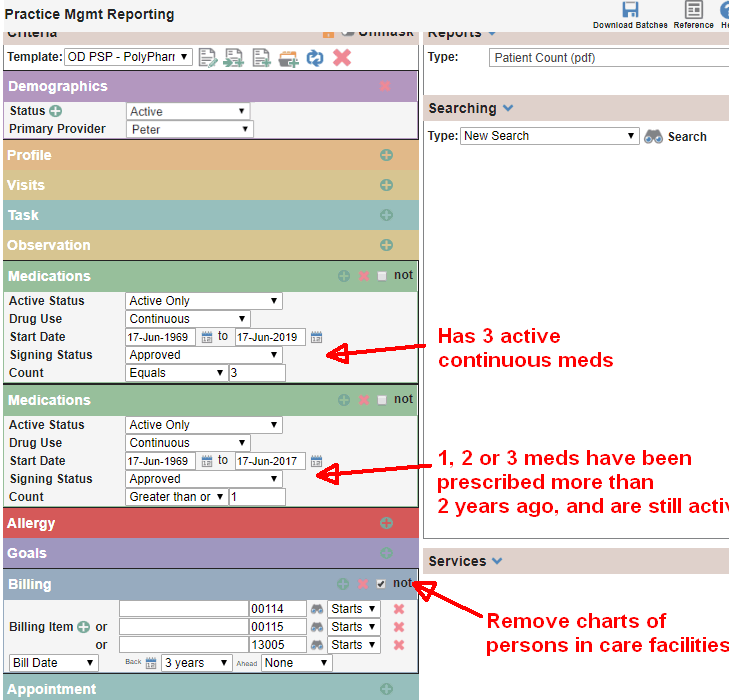 Practice Mgmt Reporting
Download Batches Reference He
Criteria Unmask
Template: OD PSP - PolyPharr
Demographics
Status Active
Primary Provider Peter
Profile
Visits
Task
Observation
Medications not
Active Status Active Only
Drug Use Continuous
Start Date 17-Jun-1969 to 17-Jun-2019
Signing Status Approved
Count Equals 3
Medications not
Active Status Active Only
Drug Use Continuous
Start Date 17-Jun-1969 to 17-Jun-2017
Signing Status Approved
Count Greater than or 1
Allergy
Goals
Billing not
00114 Starts
Billing Item or 00115 Starts
or 13005 Starts
Bill Date Back 3 years Ahead None
Appointment
Reports
Type: Patient Count (pdf)
Searching
Type: New Search Search
Has 3 active
continuous meds
1, 2 or 3 meds have been
prescribed more than
2 years ago, and are still activ
Services
Remove charts of
persons in care facilities